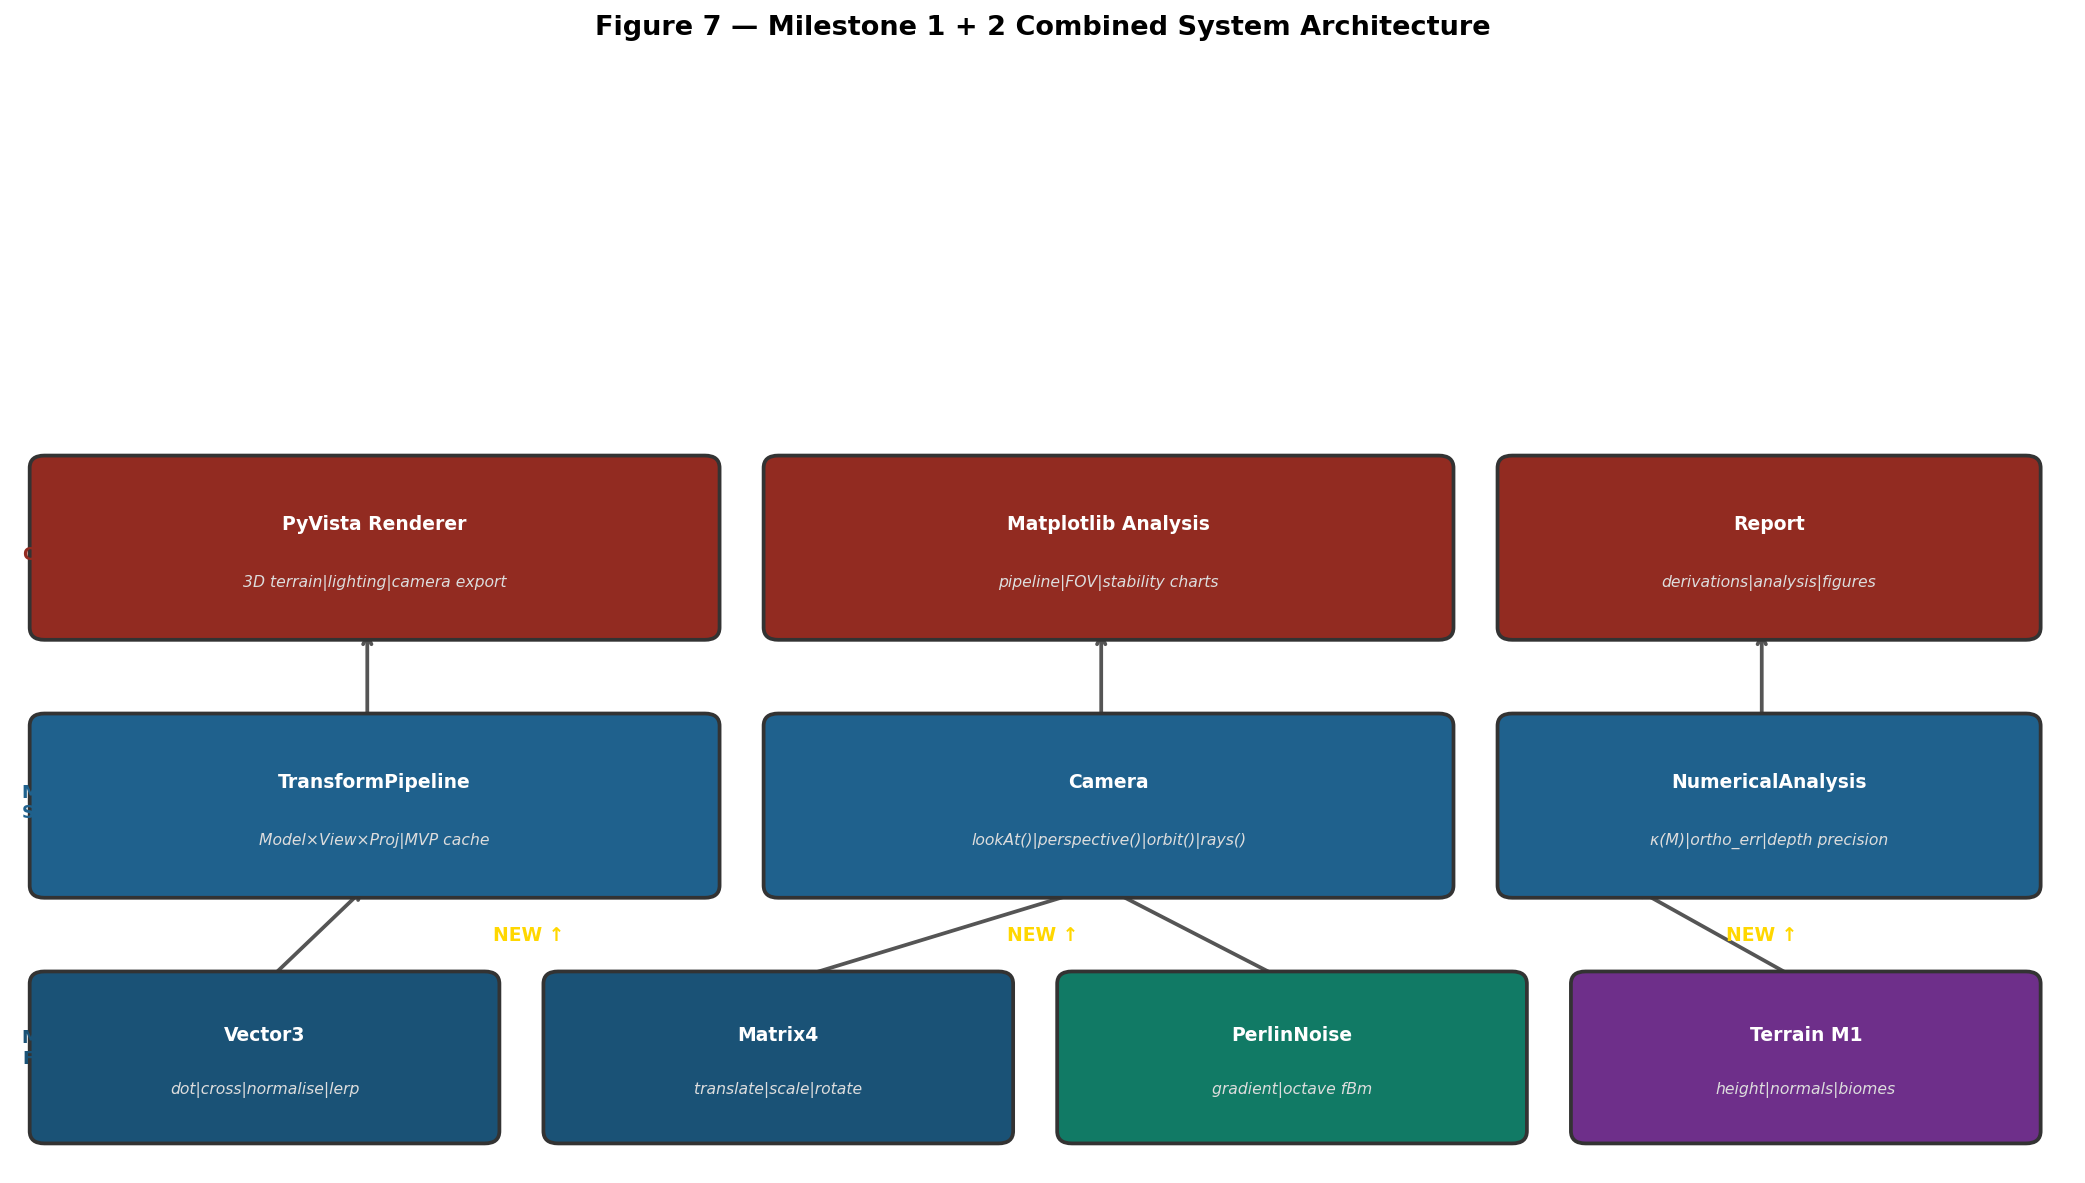 Figure 7 — Milestone 1 + 2 Combined System Architecture
PyVista Renderer
3D terrain|lighting|camera export
Matplotlib Analysis
pipeline|FOV|stability charts
Report
derivations|analysis|figures
TransformPipeline
Model×View×Proj|MVP cache
Camera
lookAt()|perspective()|orbit()|rays()
NumericalAnalysis
κ(M)|ortho_err|depth precision
NEW ↑
NEW ↑
NEW ↑
Vector3
dot|cross|normalise|lerp
Matrix4
translate|scale|rotate
PerlinNoise
gradient|octave fBm
Terrain M1
height|normals|biomes